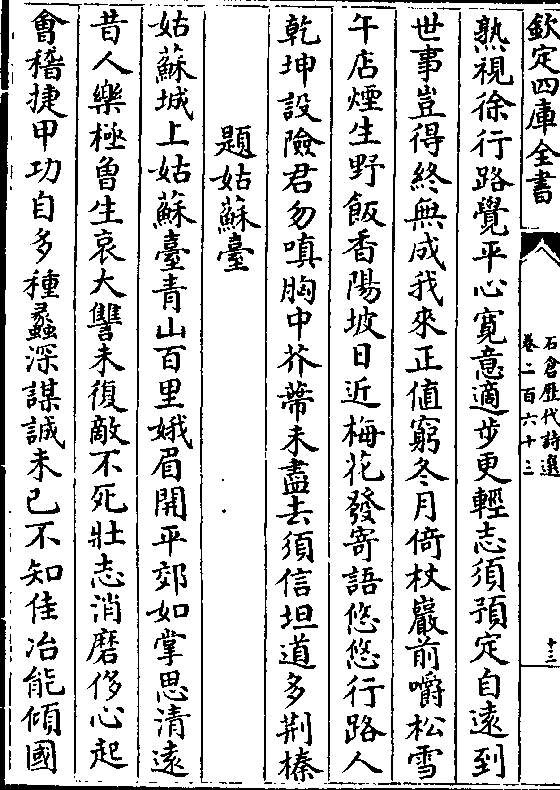 欽定四庫全書
石倉歷代詩選
卷二百六十三
十三
熟視徐行路覺平心寛意適步更輕志須預定自遠到
世事豈得終無成我來正值窮冬月倚杖巖前嚼松雪
午店煙生野飯香陽坡日近梅花發寄語悠悠行路人
乾坤設險君勿嗔胸中芥蔕未盡去須信坦道多荆榛
題姑蘇臺
姑蘇城上姑蘇臺青山百里娥眉開平郊如掌思清遠
昔人樂極魯生哀大讐未復敵不死壯志消磨侈心起
會稽捷甲功自多種蠡深謀誠未已不知佳冶能傾國